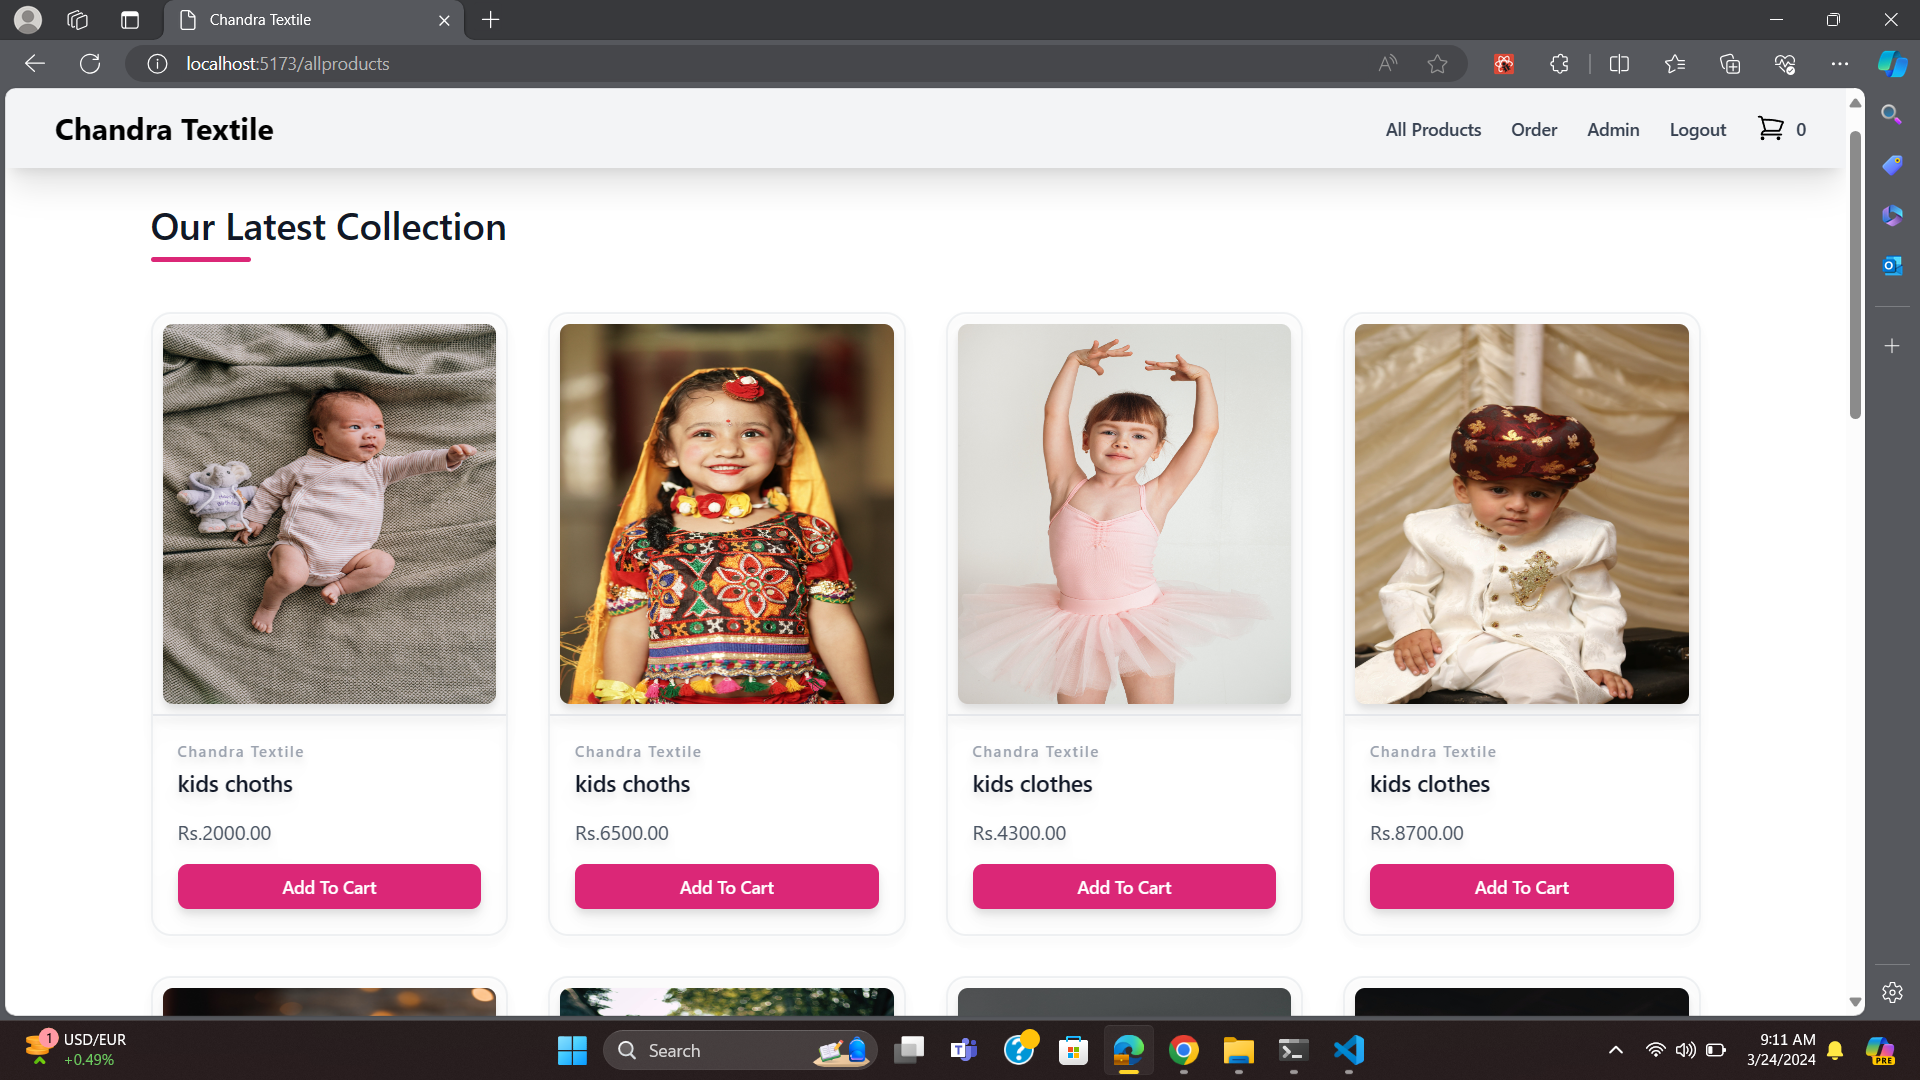 Chandra Textile
localhost:5173/allproducts
Chandra Textile
All Products
Order
Admin
Logout
0
Our Latest Collection
Chandra Textile
kids choths
Rs.2000.00
Add To Cart
Chandra Textile
kids choths
Rs.6500.00
Add To Cart
Chandra Textile
kids clothes
Rs.4300.00
Add To Cart
Chandra Textile
kids clothes
Rs.8700.00
Add To Cart
1
USD/EUR
+0.49%
Search
9:11 AM
3/24/2024
PRE